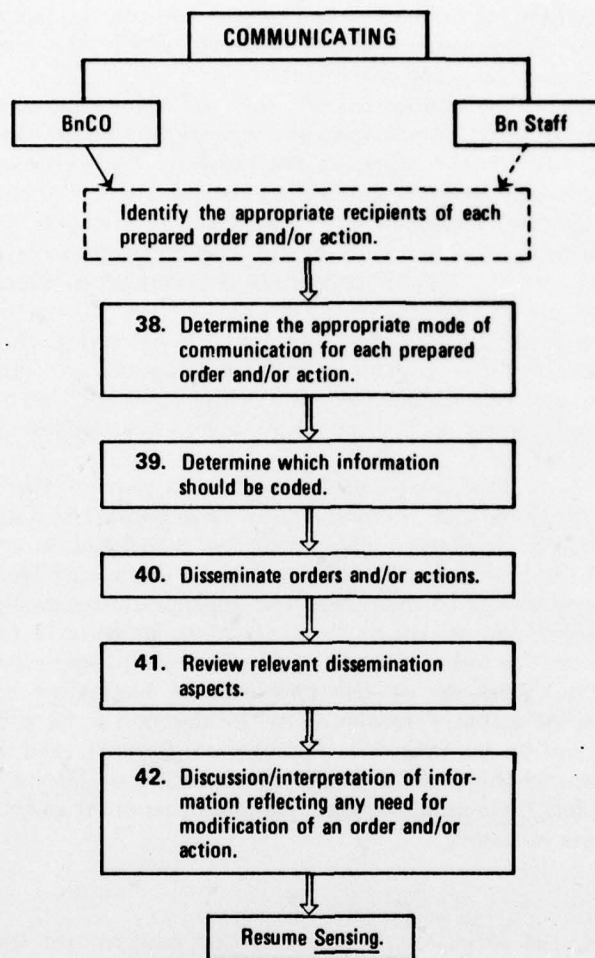 COMMUNICATING
BnCO
Bn Staff
Identify the appropriate recipients of each
prepared order and/or action.
38. Determine the appropriate mode of
communication for each prepared
order and/or action.
39. Determine which information
should be coded.
40. Disseminate orders and/or actions.
41. Review relevant dissemination
aspects.
42. Discussion/interpretation of infor-
mation reflecting any need for
modification of an order and/or
action.
Resume Sensing.